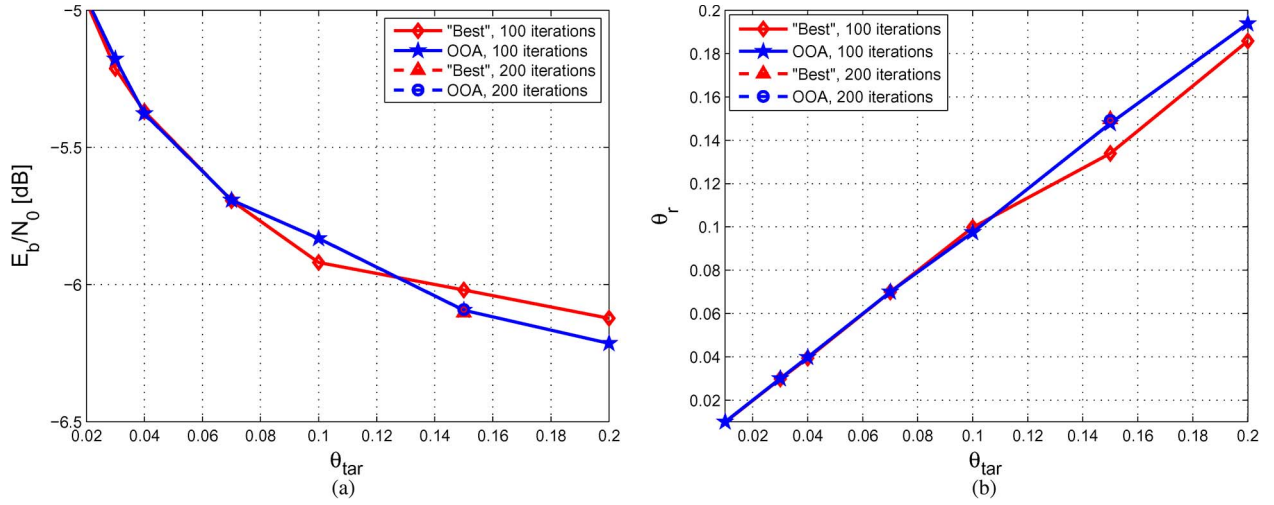 -5
-5.5
-6
-6.5
E_b/N_0 [dB]
"Best", 100 iterations
OOA, 100 iterations
"Best", 200 iterations
OOA, 200 iterations
0.02 0.04 0.06 0.08 0.1 0.12 0.14 0.16 0.18 0.2
θ_tar
(a)
0.2
0.18
0.16
0.14
0.12
0.1
0.08
0.06
0.04
0.02
θ_r
"Best", 100 iterations
OOA, 100 iterations
"Best", 200 iterations
OOA, 200 iterations
0.02 0.04 0.06 0.08 0.1 0.12 0.14 0.16 0.18 0.2
θ_tar
(b)